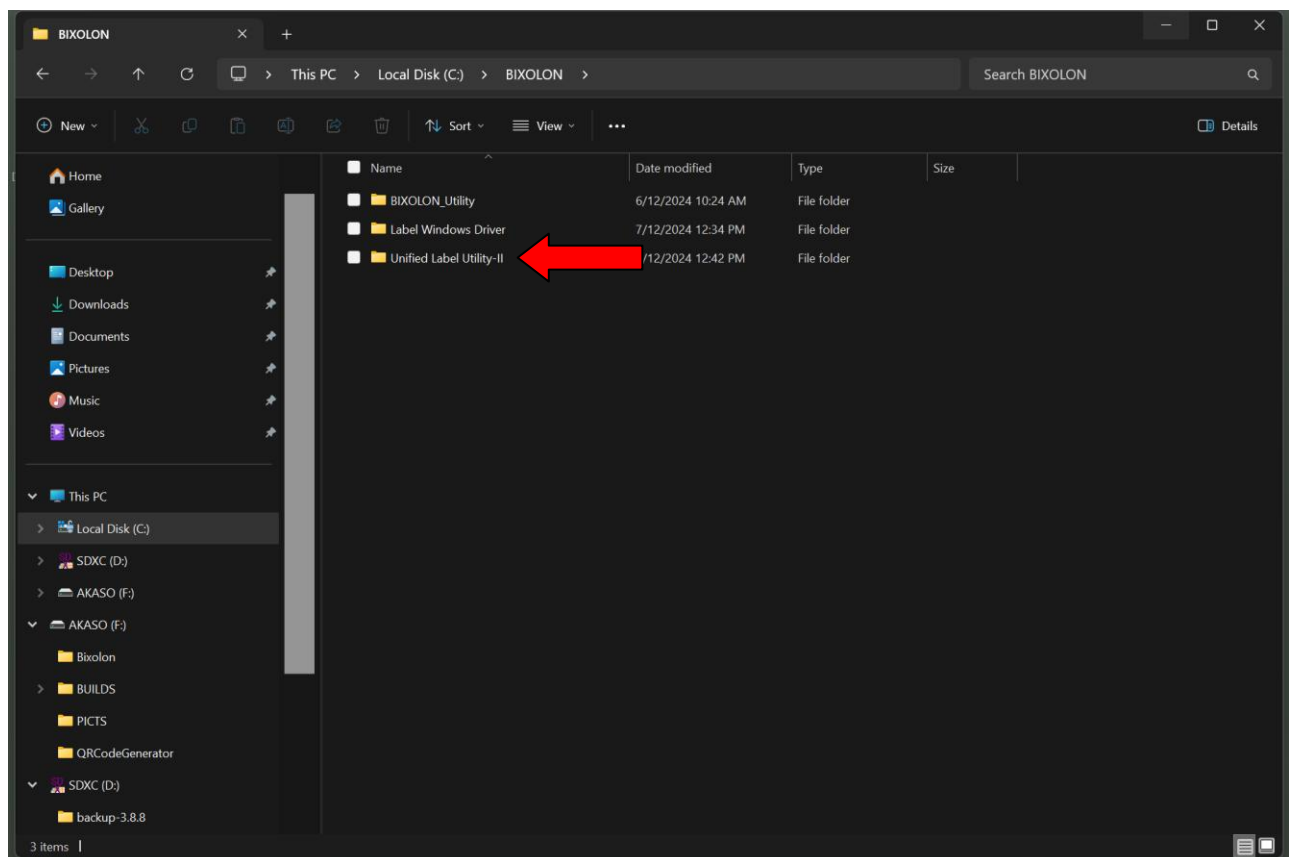 BIXOLON
This PC > Local Disk (C:) > BIXOLON >
Search BIXOLON
New
Sort
View
Details
Name
Date modified
Type
Size
BIXOLON_Utility 6/12/2024 10:24 AM File folder
Label Windows Driver 7/12/2024 12:34 PM File folder
Unified Label Utility-II /12/2024 12:42 PM File folder
Home
Gallery
Desktop
Downloads
Documents
Pictures
Music
Videos
This PC
Local Disk (C:)
SDXC (D:)
AKASO (F:)
AKASO (F:)
Bixolon
BUILDS
PICTS
QRCodeGenerator
SDXC (D:)
backup-3.8.8
3 items